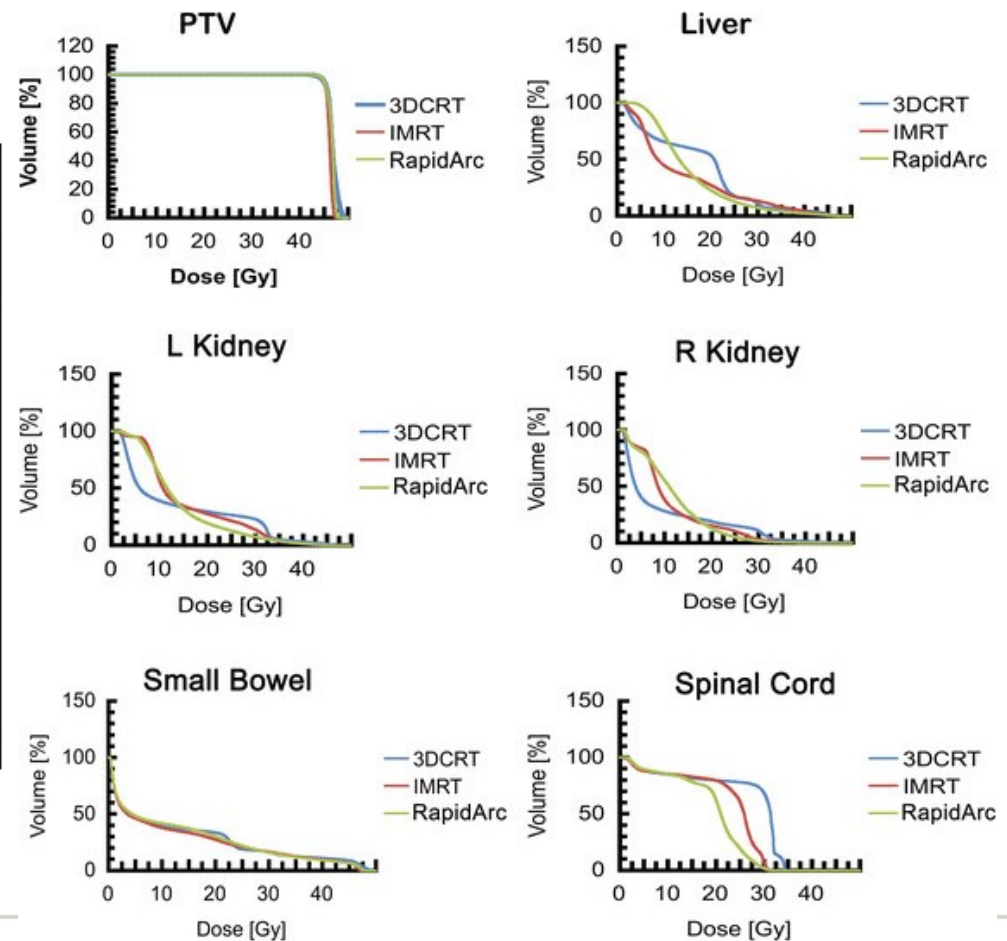 PTV
Volume [%]
120
100
80
60
40
20
0
0 10 20 30 40
Dose [Gy]
3DCRT
IMRT
RapidArc
Liver
Volume [%]
150
100
50
0
0 10 20 30 40
Dose [Gy]
3DCRT
IMRT
RapidArc
L Kidney
Volume [%]
150
100
50
0
0 10 20 30 40
Dose [Gy]
3DCRT
IMRT
RapidArc
R Kidney
Volume [%]
150
100
50
0
0 10 20 30 40
Dose [Gy]
3DCRT
IMRT
RapidArc
Small Bowel
Volume [%]
150
100
50
0
0 10 20 30 40
Dose [Gy]
3DCRT
IMRT
RapidArc
Spinal Cord
Volume [%]
150
100
50
0
0 10 20 30 40
Dose [Gy]
3DCRT
IMRT
RapidArc